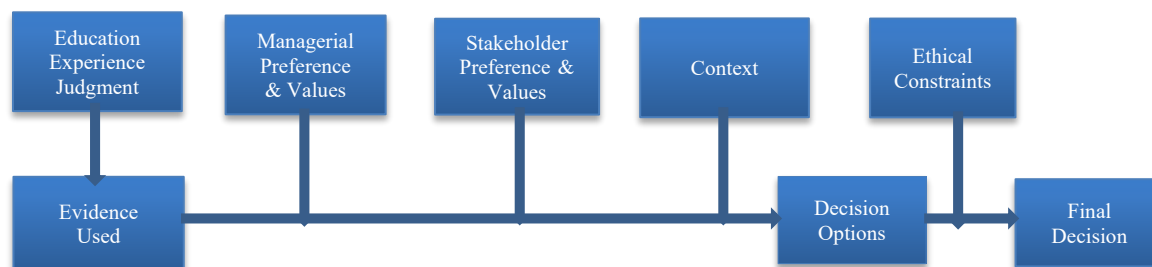 Education
Experience
Judgment
Managerial
Preference
& Values
Stakeholder
Preference &
Values
Context
Ethical
Constraints
Evidence
Used
Decision
Options
Final
Decision